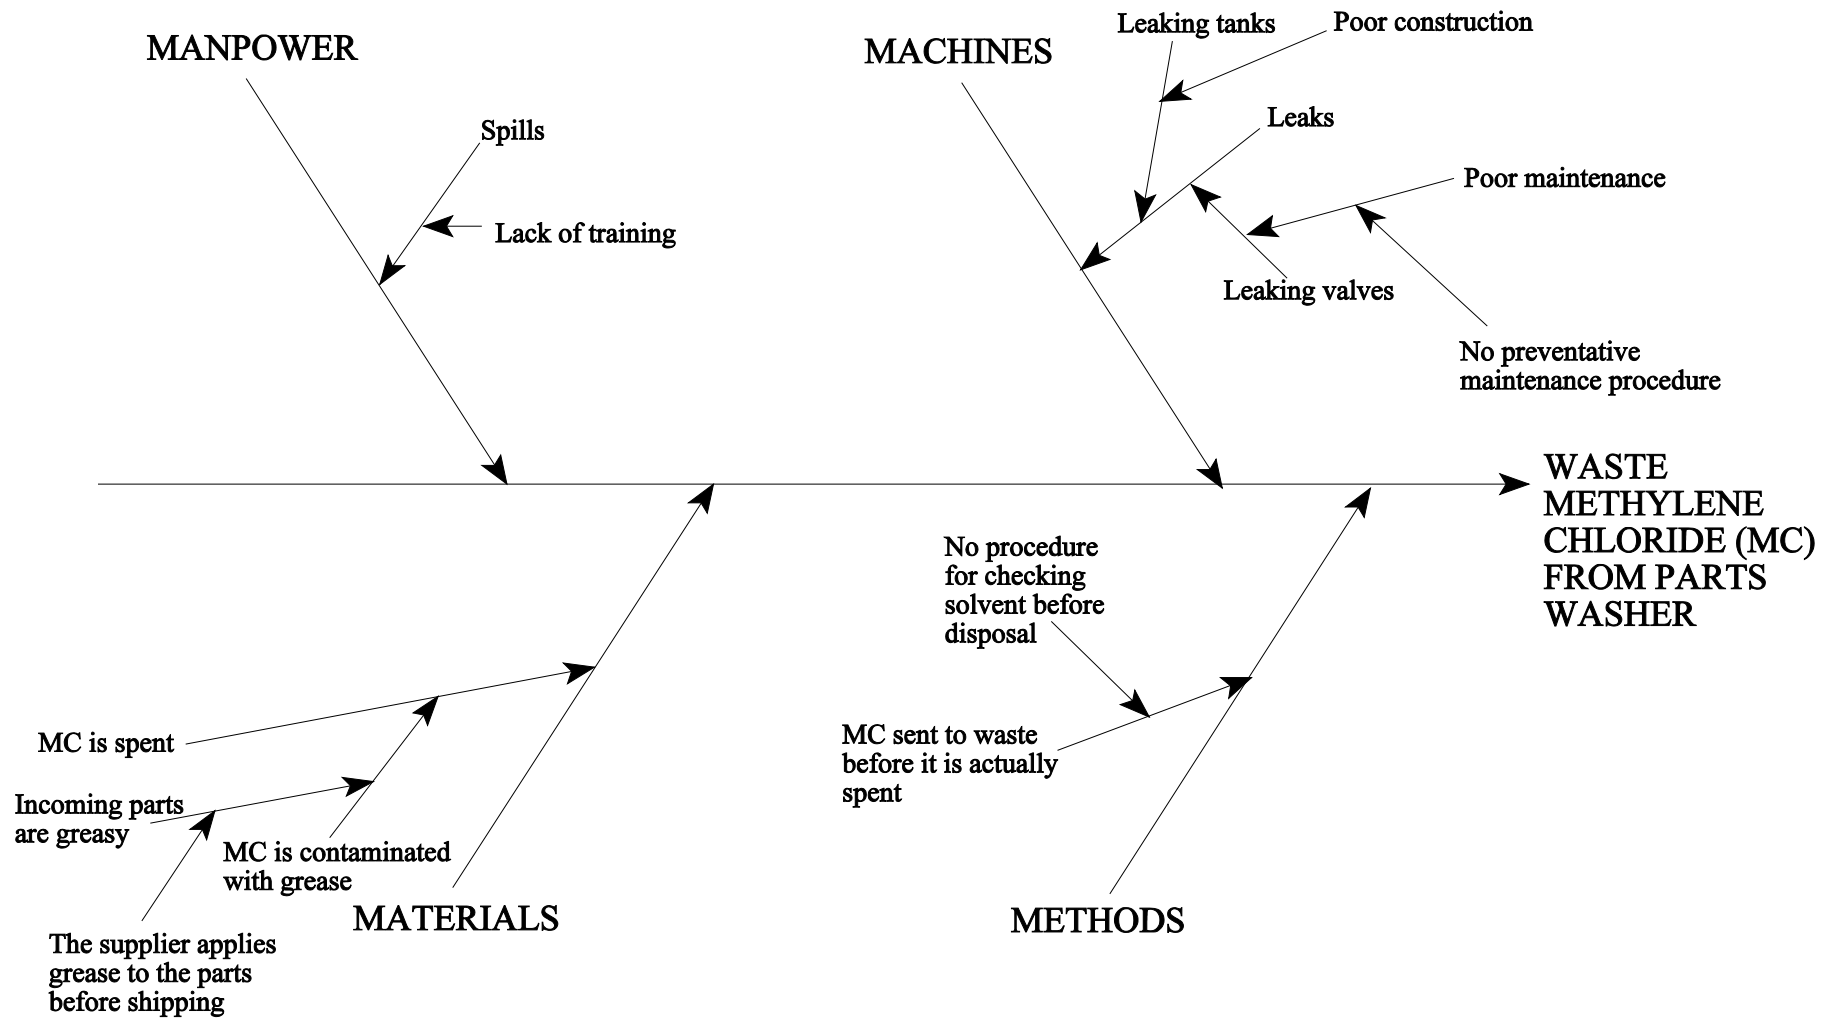 MANPOWER
MACHINES
Leaking tanks
Poor construction
Spills
Leaks
Lack of training
Poor maintenance
Leaking valves
No preventative
maintenance procedure
WASTE
METHYLENE
CHLORIDE (MC)
FROM PARTS
WASHER
No procedure
for checking
solvent before
disposal
MC is spent
MC sent to waste
before it is actually
spent
Incoming parts
are greasy
MC is contaminated
with grease
MATERIALS
METHODS
The supplier applies
grease to the parts
before shipping